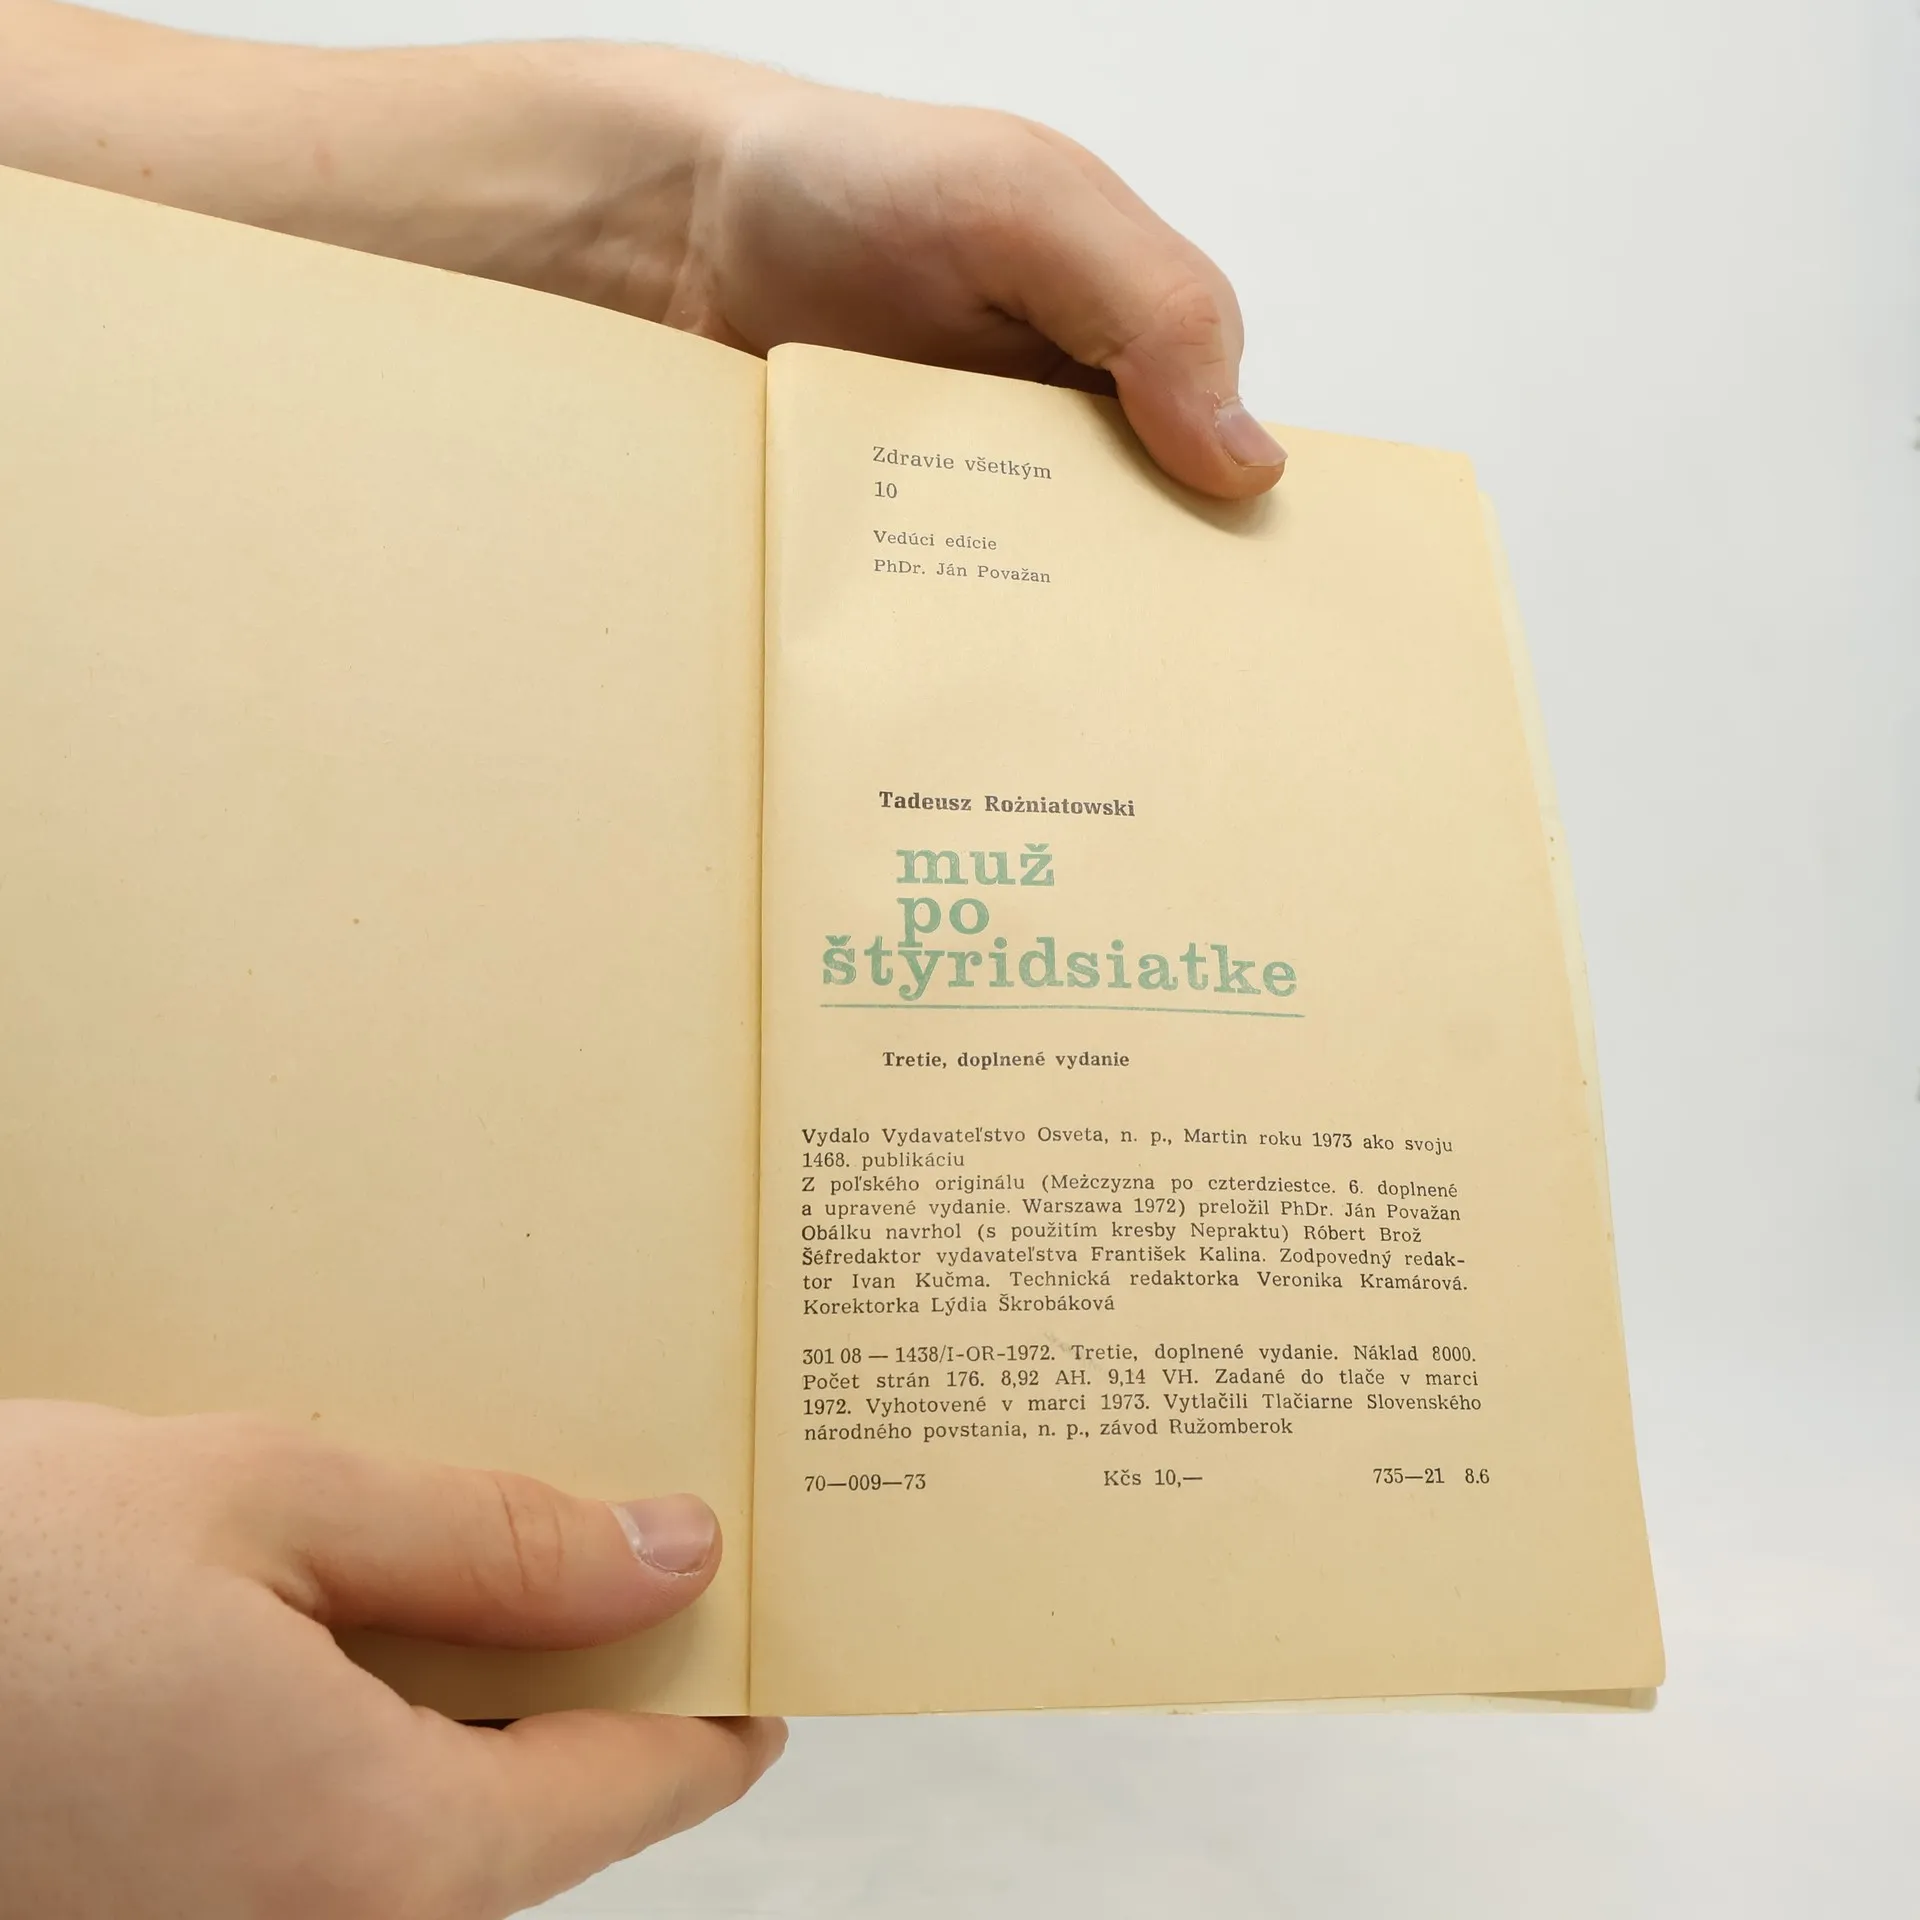 Zdravie všetkým
10
Vedúci edície
PhDr. Ján Považan
Tadeusz Rożniatowski
muž
po
štyridsiatke
Tretie, doplnené vydanie
Vydalo Vydavateľstvo Osveta, n. p., Martin roku 1973 ako svoju
1468. publikáciu
Z poľského originálu (Meżczyzna po czterdziestce. 6. doplnené
a upravené vydanie. Warszawa 1972) preložil PhDr. Ján Považan
Obálku navrhol (s použitím kresby Nepraktu) Róbert Brož
Šéfredaktor vydavateľstva František Kalina. Zodpovedný redak-
tor Ivan Kučma. Technická redaktorka Veronika Kramárová.
Korektorka Lýdia Škrobáková
301 08 — 1438/I-OR-1972. Tretie, doplnené vydanie. Náklad 8000.
Počet strán 176. 8,92 AH. 9,14 VH. Zadané do tlače v marci
1972. Vyhotovené v marci 1973. Vytlačili Tlačiarne Slovenského
národného povstania, n. p., závod Ružomberok
70—009—73 Kčs 10,— 735—21 8.6